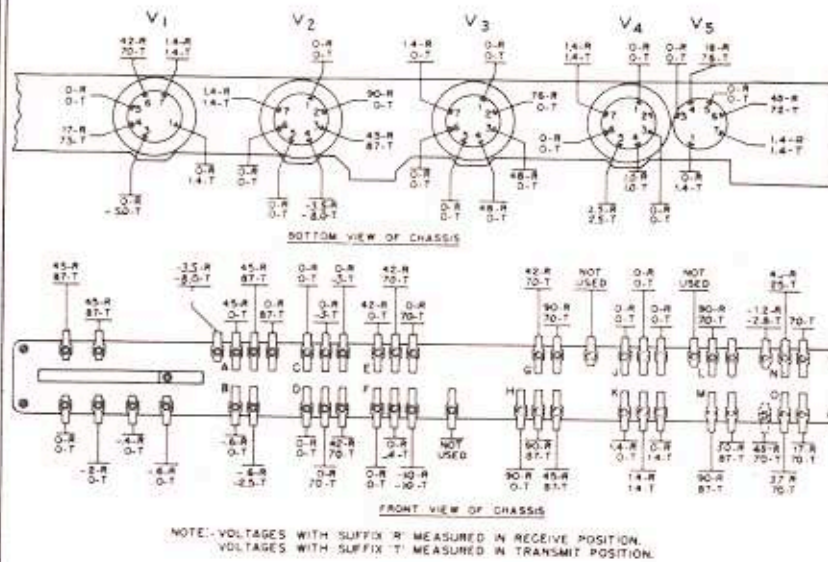 V1 V2 V3 V4 V5
42-R 1.4-R
70-T 1.4-T
0-R
0-T
17-R
73-T
6 7
5
4
3
1
0-R
1.4-T
0-R
0-R
0-T
1.4-R
1.4-T
90-R
0-T
45-R
87-T
0-R
0-T
0-R
0-T
-3.5-R
-8.0-T
1.4-R
0-T
0-R
0-T
76-R
0-T
0-R
0-T
0-R
0-T
48-R
0-T
48-R
0-T
1.4-R
1.4-T
0-R
0-T
0-R
0-T
18-R
76-T
0-R
0-T
72-T
1.4-R
1.4-T
0-R
0-T
2.5-T
0-R
0-T
0-R
1.4-T
BOTTOM VIEW OF CHASSIS
45-R
87-T
45-R
87-T
-3.5-R
-8.0-T
45-R
0-T
45-R
87-T
0-R
87-T
0-R
0-T
0-R
-3-T
0-R
-3-T
42-R
0-T
42-R
70-T
0-R
70-T
42-R
70-T
90-R
70-T
NOT
USED
0-R
0-T
0-R
0-T
0-R
0-T
NOT
USED
90-R
70-T
-1.2-R
-2.8-T
25-T
70-T
A C E G J L N
B D F H K M O
0-R
0-T
-.2-R
0-T
-.4-R
0-T
-.6-R
0-T
-.6-R
0-T
-.6-R
-2.5-T
0-R
0-T
0-R
70-T
42-R
70-T
0-R
0-T
0-R
-.4-T
NOT
USED
90-R
0-T
90-R
87-T
45-R
87-T
1.4-R
0-T
1.4-R
1.4-T
0-R
1.4-T
90-R
87-T
87-T
70-T
70-T
17-R
70-T
FRONT VIEW OF CHASSIS
NOTE:- VOLTAGES WITH SUFFIX 'R' MEASURED IN RECEIVE POSITION.
VOLTAGES WITH SUFFIX 'T' MEASURED IN TRANSMIT POSITION.